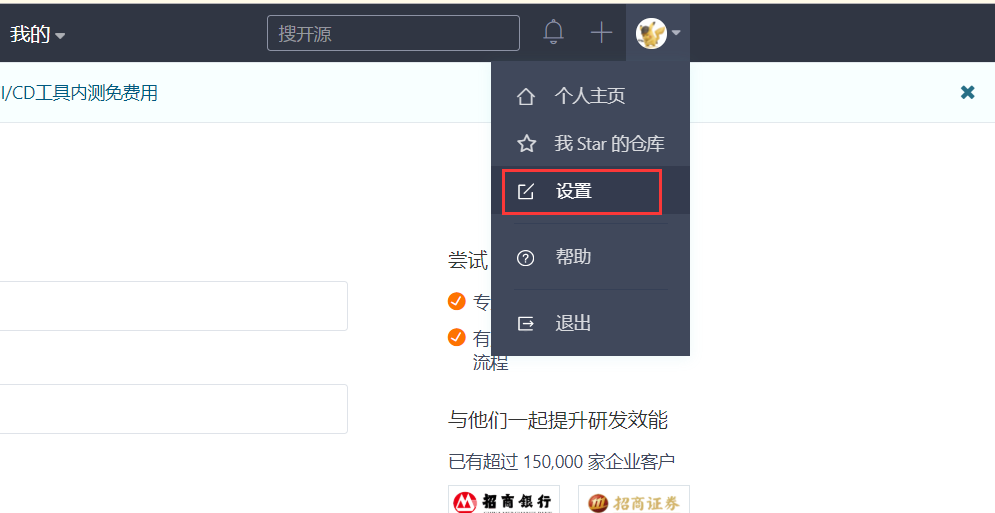 我的
搜开源
I/CD工具内测免费用
个人主页
我 Star 的仓库
设置
帮助
退出
尝试
专
有
流程
与他们一起提升研发效能
已有超过 150,000 家企业客户
招商银行
招商证券